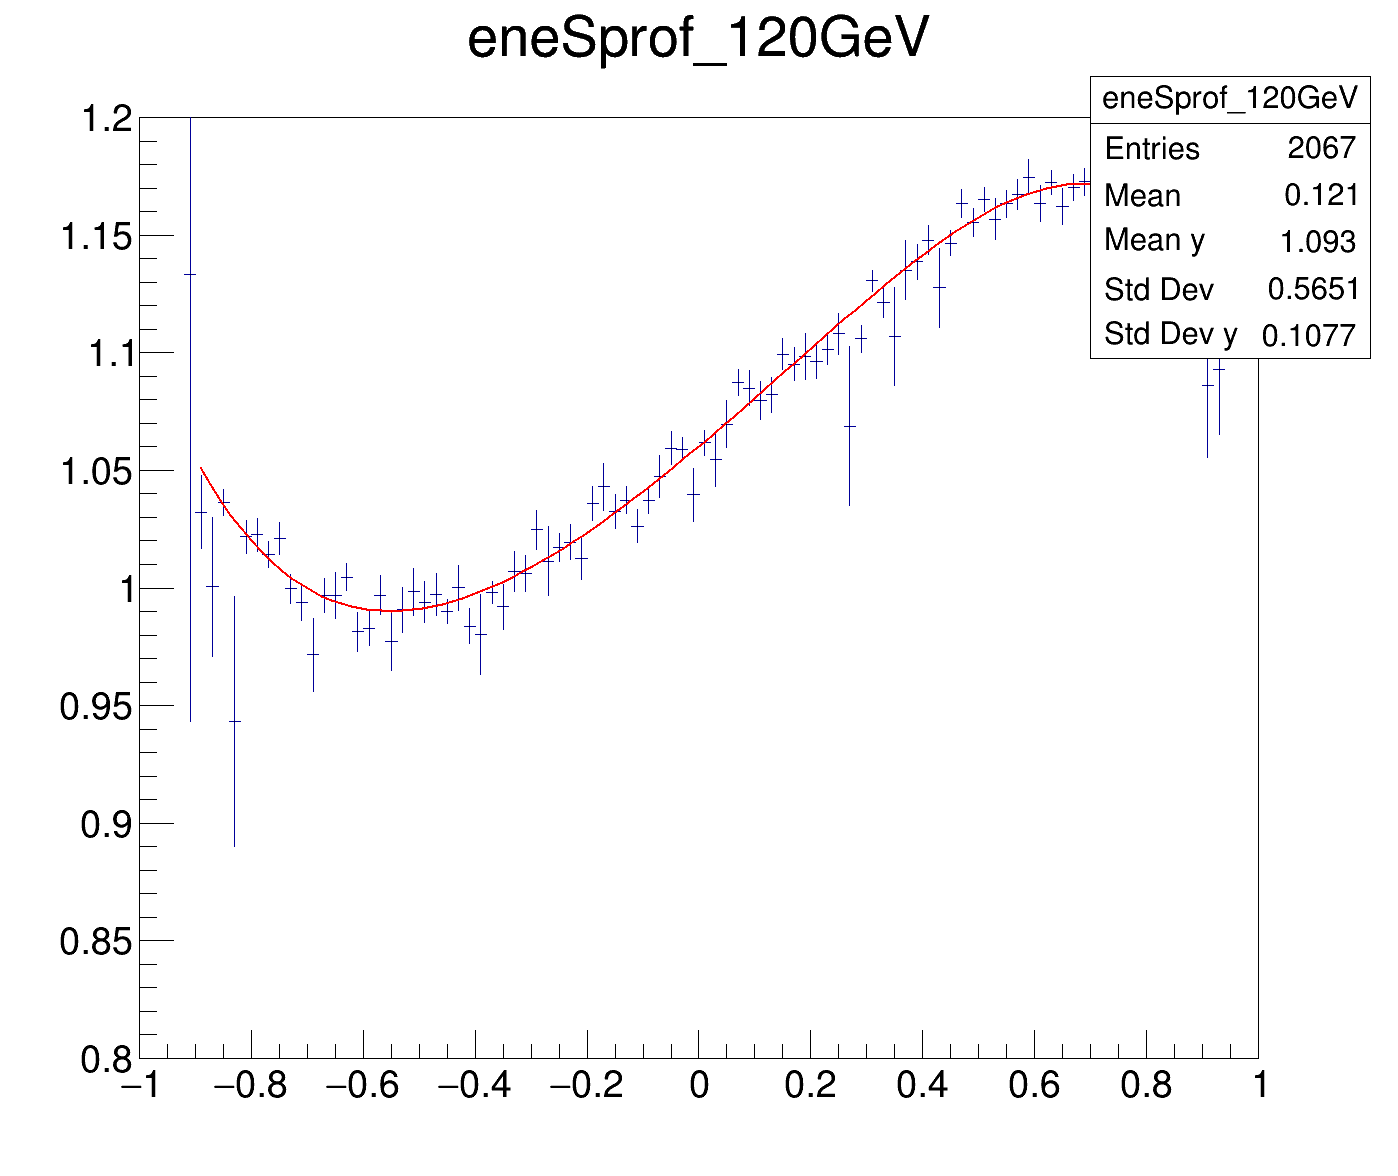 eneSprof_120GeV
eneSprof_120GeV
Entries 2067
Mean 0.121
Mean y 1.093
Std Dev 0.5651
Std Dev y 0.1077
1.2
1.15
1.1
1.05
1
0.95
0.9
0.85
0.8
−1 −0.8 −0.6 −0.4 −0.2 0 0.2 0.4 0.6 0.8 1